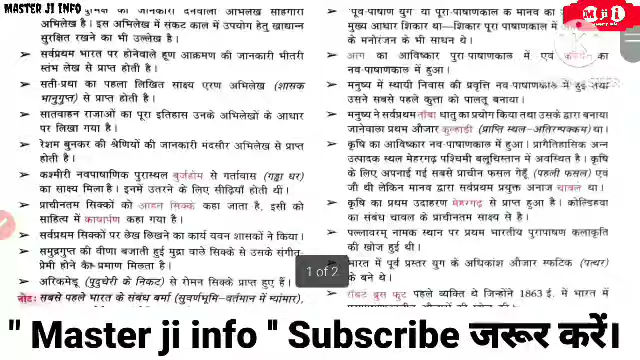 MASTER JI INFO
अभिलेख है। इस अभिलेख में संकट काल में उपयोग हेतु खाद्यान्न
सुरक्षित रखने का भी उल्लेख है।
➢ सर्वप्रथम भारत पर होनेवाले हूण आक्रमण की जानकारी भीतरी
स्तंभ लेख से प्राप्त होती है।
➢ सती-प्रथा का पहला लिखित साक्ष्य एरण अभिलेख (शासक
भानुगुप्त) से प्राप्त होती है।
➢ सातवाहन राजाओं का पूरा इतिहास उनके अभिलेखों के आधार
पर लिखा गया है।
➢ रेशम बुनकर की श्रेणियों की जानकारी मंदसौर अभिलेख से प्राप्त
होती है।
➢ कश्मीरी नवपाषाणिक पुरास्थल बुर्जहोम से गर्तावास (गड्ढा घर)
का साक्ष्य मिला है। इनमें उतरने के लिए सीढ़ियाँ होती थीं।
➢ प्राचीनतम सिक्कों को आहत सिक्के कहा जाता है, इसी को
साहित्य में काषार्पण कहा गया है।
➢ सर्वप्रथम सिक्कों पर लेख लिखने का कार्य यवन शासकों ने किया।
➢ समुद्रगुप्त की वीणा बजाती हुई मुद्रा वाले सिक्के से उसके संगीत-
प्रेमी होने का प्रमाण मिलता है।
➢ अरिकमेडू (पुदुचेरी के निकट) से रोमन सिक्के प्राप्त हुए हैं।
नोट: सबसे पहले भारत के संबंध बर्मा (सुवर्णभूमि-वर्तमान में म्यांमार),
➢ 'पूर्व-पाषाण युग' या पुरा-पाषाणकाल के मानव का
मुख्य आधार शिकार था—शिकार पुरा पाषाणकाल में
के मनोरंजन के भी साधन थे।
➢ आग का आविष्कार पुरा-पाषाणकाल में एवं का
नव-पाषाणकाल में हुआ।
➢ मनुष्य में स्थायी निवास की प्रवृत्ति नव-पाषाणकाल में हुई तथा
उसने सबसे पहले कुत्ता को पालतू बनाया।
➢ मनुष्य ने सर्वप्रथम ताँबा धातु का प्रयोग किया तथा उसके द्वारा बनाया
जानेवाला प्रथम औजार कुल्हाड़ी (प्राप्ति स्थल-अतिरम्पक्कम) था।
➢ कृषि का आविष्कार नव-पाषाणकाल में हुआ। प्रागैतिहासिक अन्न
उत्पादक स्थल मेहरगढ़ पश्चिमी बलूचिस्तान में अवस्थित है। कृषि
के लिए अपनाई गई सबसे प्राचीन फसल गेहूँ (पहली फसल) एवं
जौ थी लेकिन मानव द्वारा सर्वप्रथम प्रयुक्त अनाज चावल था।
➢ कृषि का प्रथम उदाहरण मेहरगढ़ से प्राप्त हुआ है। कोल्डिहवा
का संबंध चावल के प्राचीनतम साक्ष्य से है।
➢ पल्लावरम् नामक स्थान पर प्रथम भारतीय पुरापाषाण कलाकृति
की खोज हुई थी।
भारत में पूर्व प्रस्तर युग के अधिकांश औजार स्फटिक (पत्थर)
के बने थे।
➢ रॉबर्ट ब्रुस फुट पहले व्यक्ति थे जिन्होंने 1863 ई. में भारत में
Mji
1 of 2
" Master ji info " Subscribe जरूर करें।